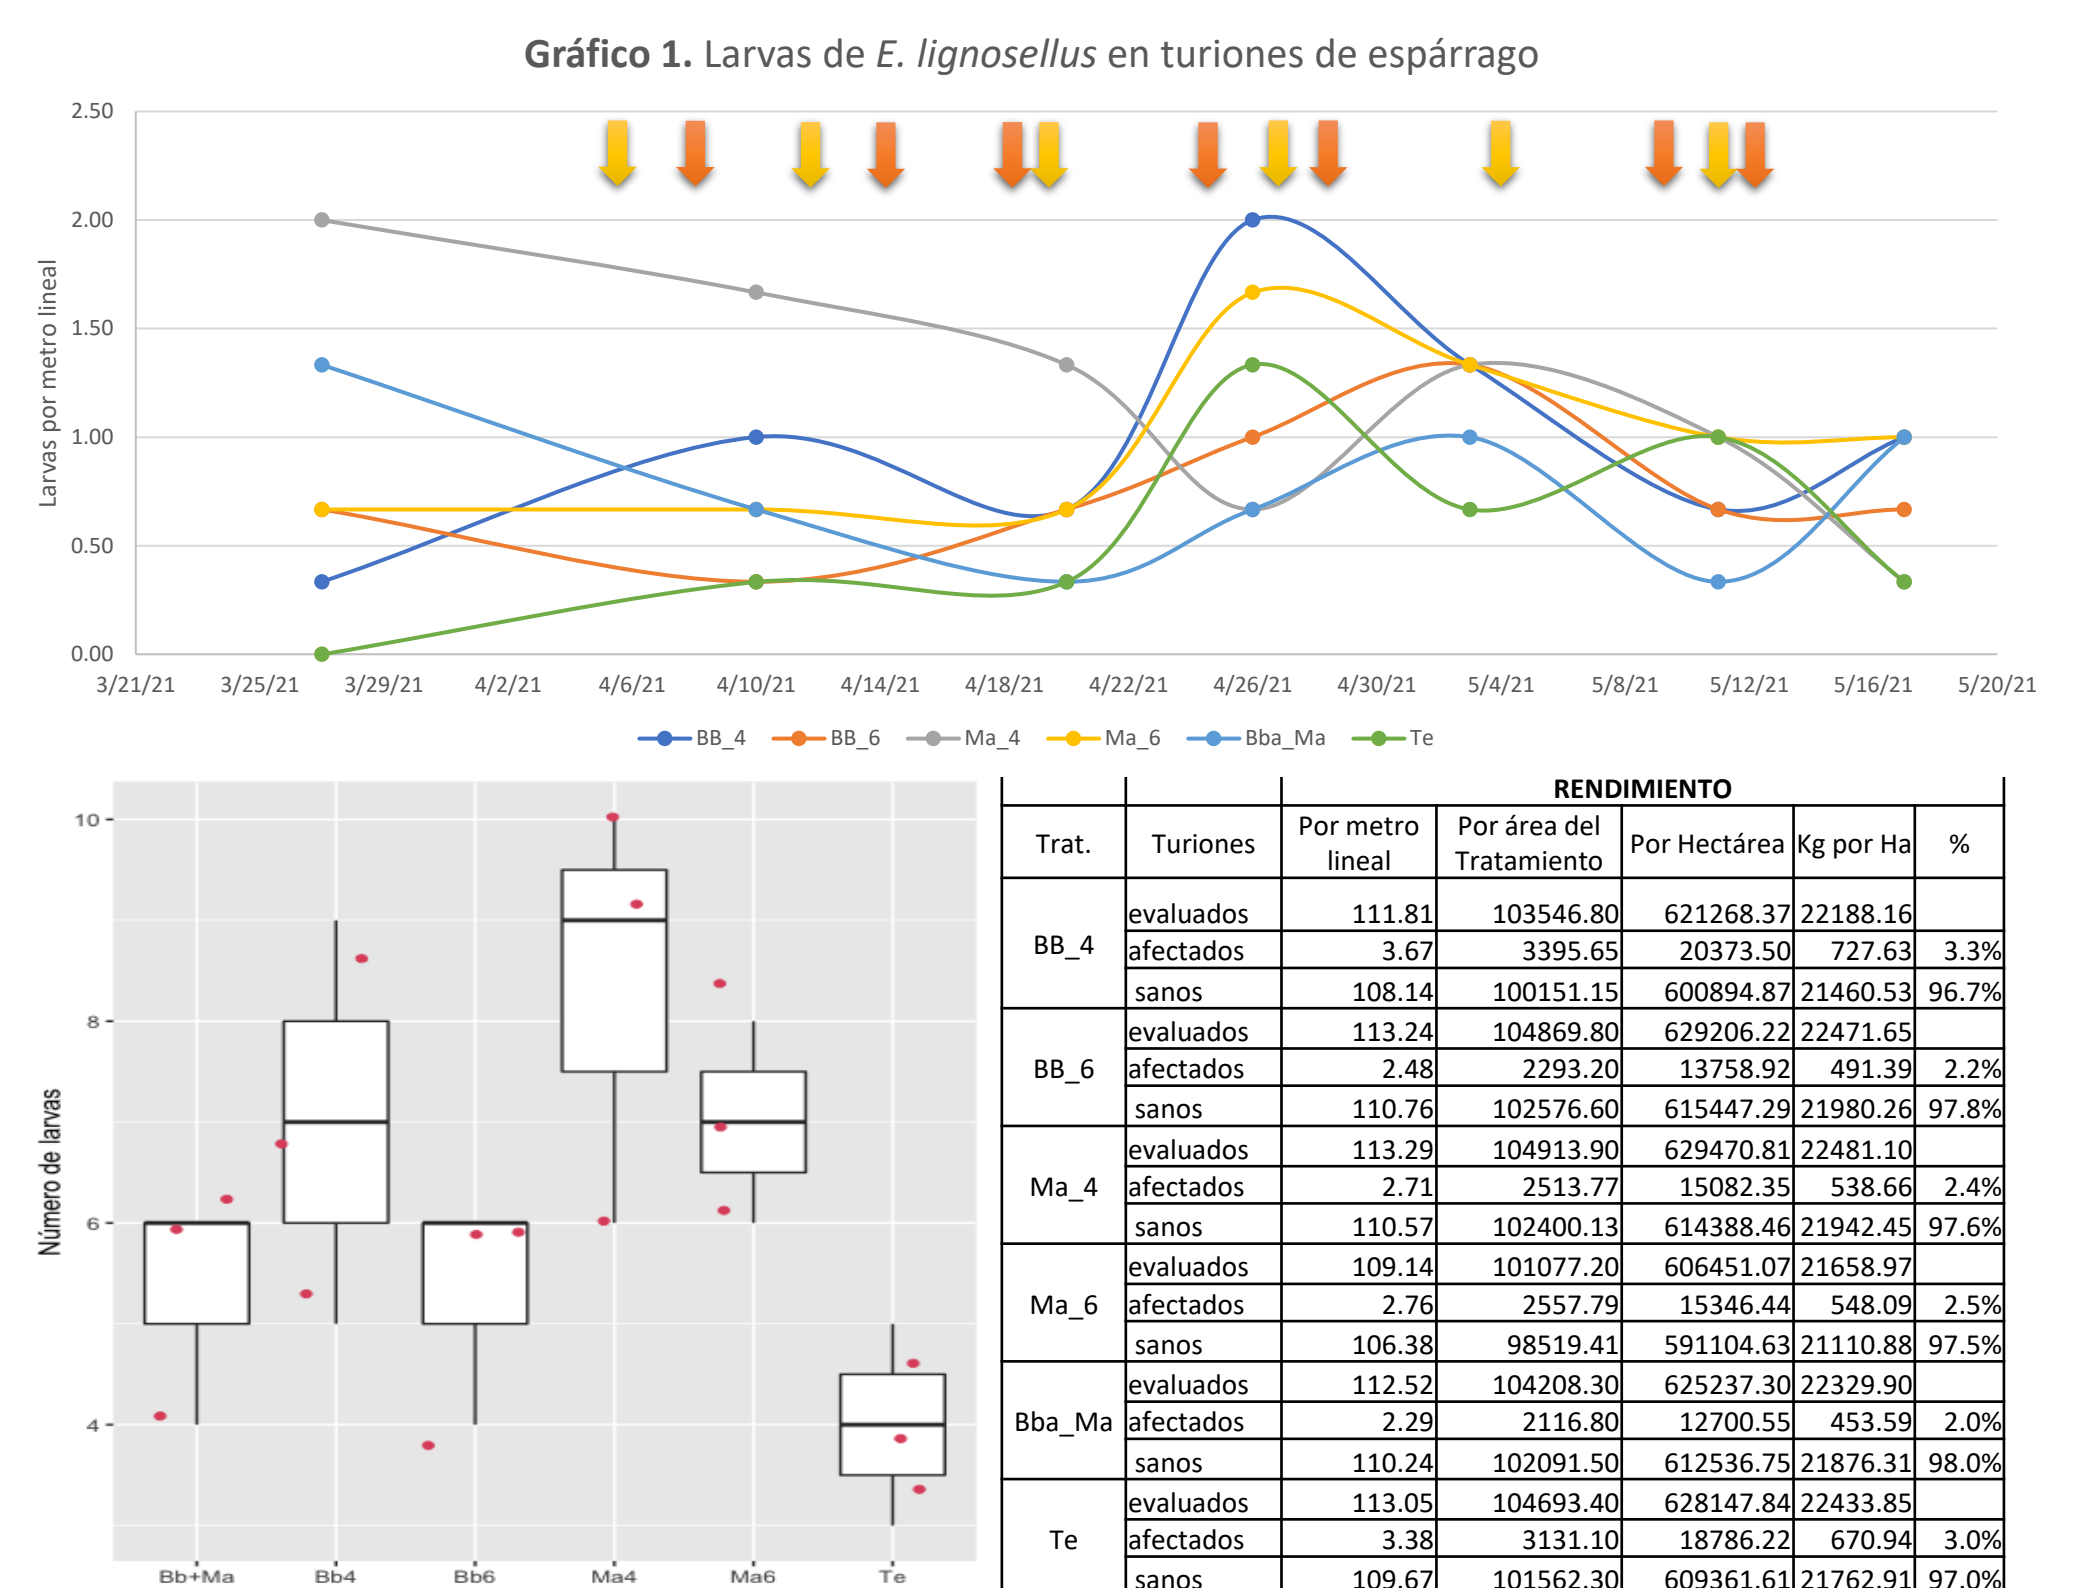 Gráfico 1. Larvas de E. lignosellus en turiones de espárrago
Larvas por metro lineal
2.50
2.00
1.50
1.00
0.50
0.00
3/21/21 3/25/21 3/29/21 4/2/21 4/6/21 4/10/21 4/14/21 4/18/21 4/22/21 4/26/21 4/30/21 5/4/21 5/8/21 5/12/21 5/16/21 5/20/21
BB_4 BB_6 Ma_4 Ma_6 Bba_Ma Te
Número de larvas
10
8
6
4
Bb+Ma Bb4 Bb6 Ma4 Ma6 Te
RENDIMIENTO
Trat. Turiones Por metro lineal Por área del Tratamiento Por Hectárea Kg por Ha %
BB_4
evaluados 111.81 103546.80 621268.37 22188.16
afectados 3.67 3395.65 20373.50 727.63 3.3%
sanos 108.14 100151.15 600894.87 21460.53 96.7%
BB_6
evaluados 113.24 104869.80 629206.22 22471.65
afectados 2.48 2293.20 13758.92 491.39 2.2%
sanos 110.76 102576.60 615447.29 21980.26 97.8%
Ma_4
evaluados 113.29 104913.90 629470.81 22481.10
afectados 2.71 2513.77 15082.35 538.66 2.4%
sanos 110.57 102400.13 614388.46 21942.45 97.6%
Ma_6
evaluados 109.14 101077.20 606451.07 21658.97
afectados 2.76 2557.79 15346.44 548.09 2.5%
sanos 106.38 98519.41 591104.63 21110.88 97.5%
Bba_Ma
evaluados 112.52 104208.30 625237.30 22329.90
afectados 2.29 2116.80 12700.55 453.59 2.0%
sanos 110.24 102091.50 612536.75 21876.31 98.0%
Te
evaluados 113.05 104693.40 628147.84 22433.85
afectados 3.38 3131.10 18786.22 670.94 3.0%
sanos 109.67 101562.30 609361.61 21762.91 97.0%